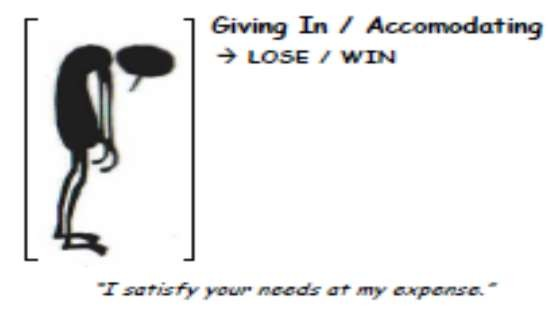 Giving In / Accomodating
→ LOSE / WIN
"I satisfy your needs at my expense."